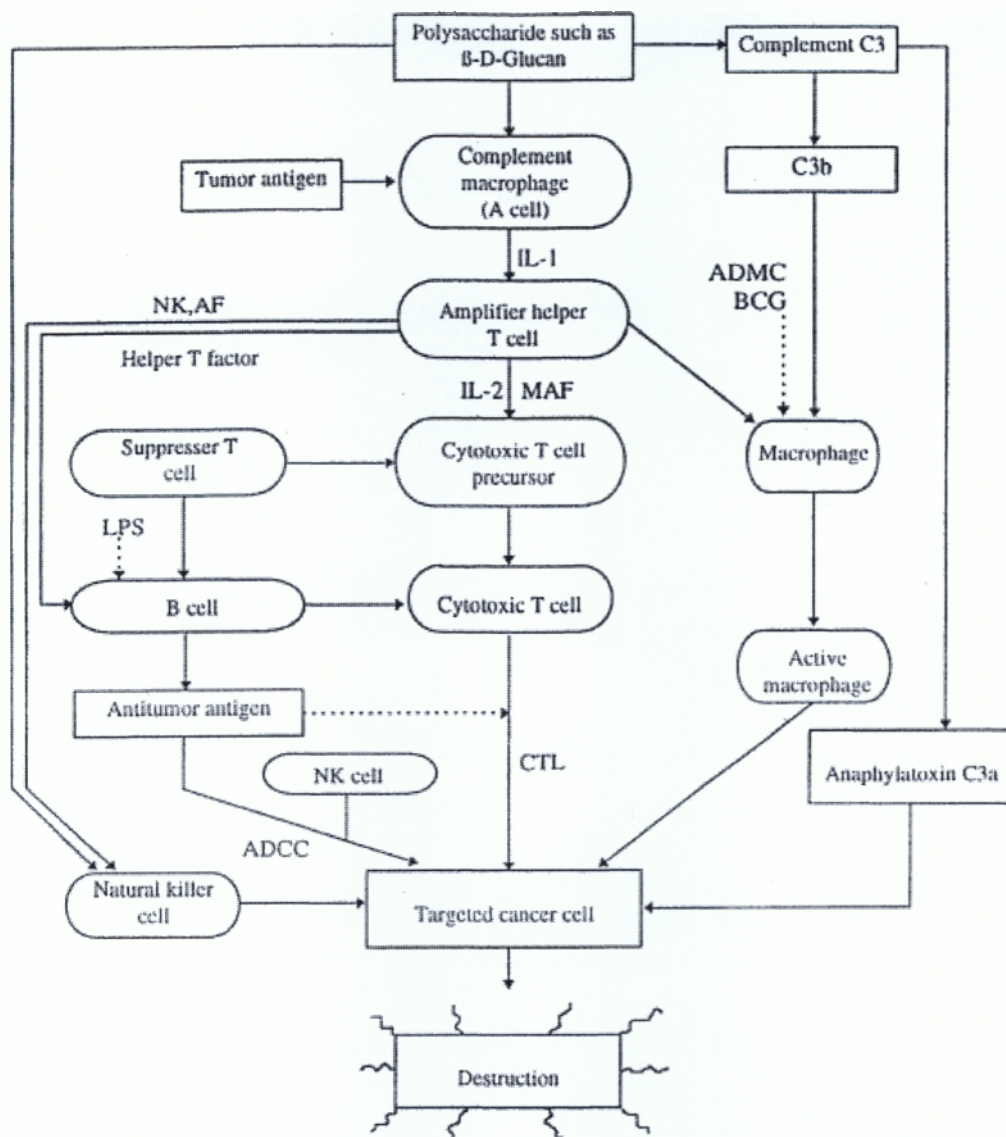 Polysaccharide such as
ß-D-Glucan
Complement C3
Complement
macrophage
(A cell)
Tumor antigen
C3b
IL-1
ADMC
BCG
NK,AF
Amplifier helper
T cell
Helper T factor
IL-2 MAF
Suppresser T
cell
Cytotoxic T cell
precursor
Macrophage
LPS
B cell
Cytotoxic T cell
Active
macrophage
Antitumor antigen
CTL
NK cell
Anaphylatoxin C3a
ADCC
Natural killer
cell
Targeted cancer cell
Destruction